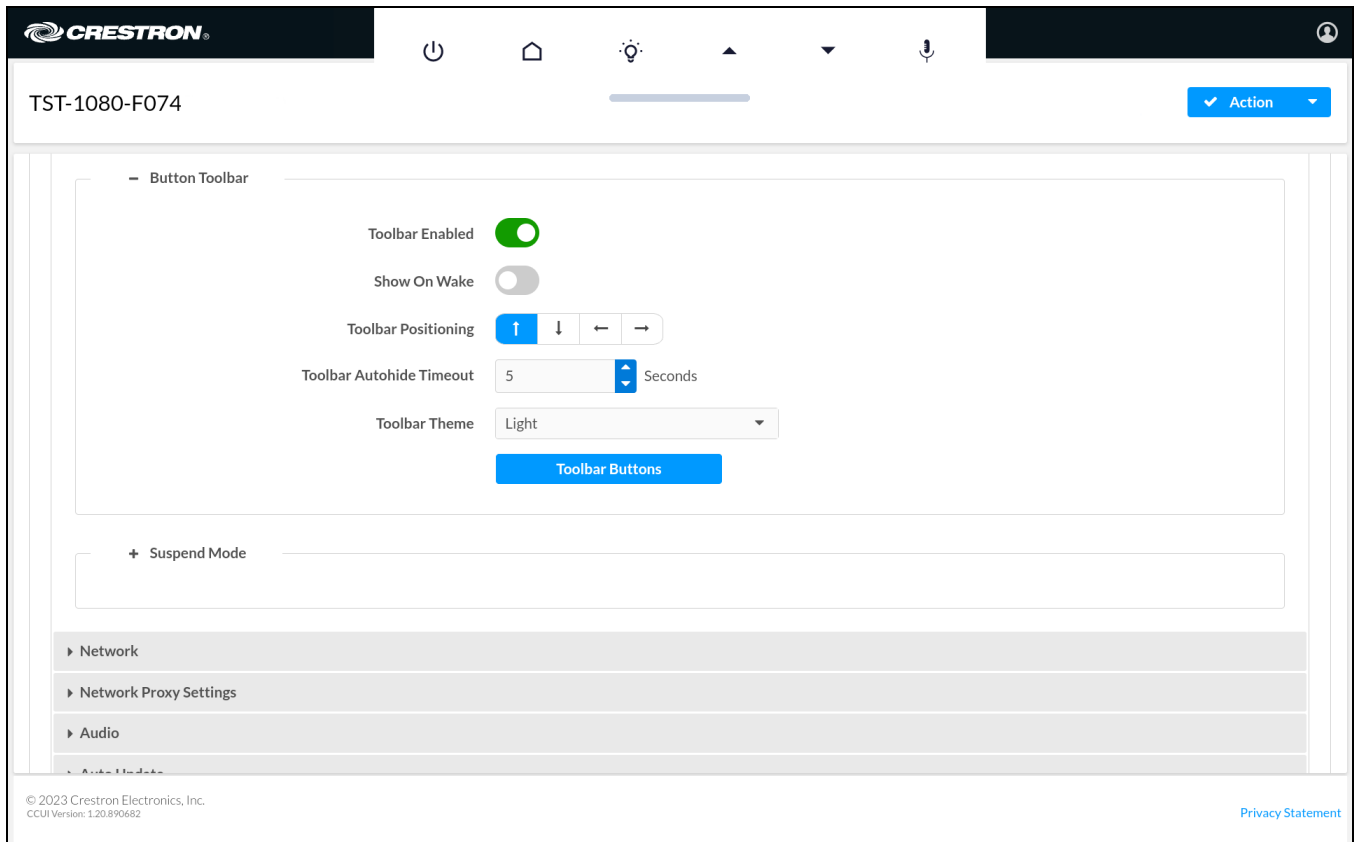 CRESTRON®
TST-1080-F074
Action
Button Toolbar
Toolbar Enabled
Show On Wake
Toolbar Positioning
Toolbar Autohide Timeout 5 Seconds
Toolbar Theme Light
Toolbar Buttons
Suspend Mode
Network
Network Proxy Settings
Audio
Auto Update
© 2023 Crestron Electronics, Inc.
CCUI Version: 1.20.890682
Privacy Statement